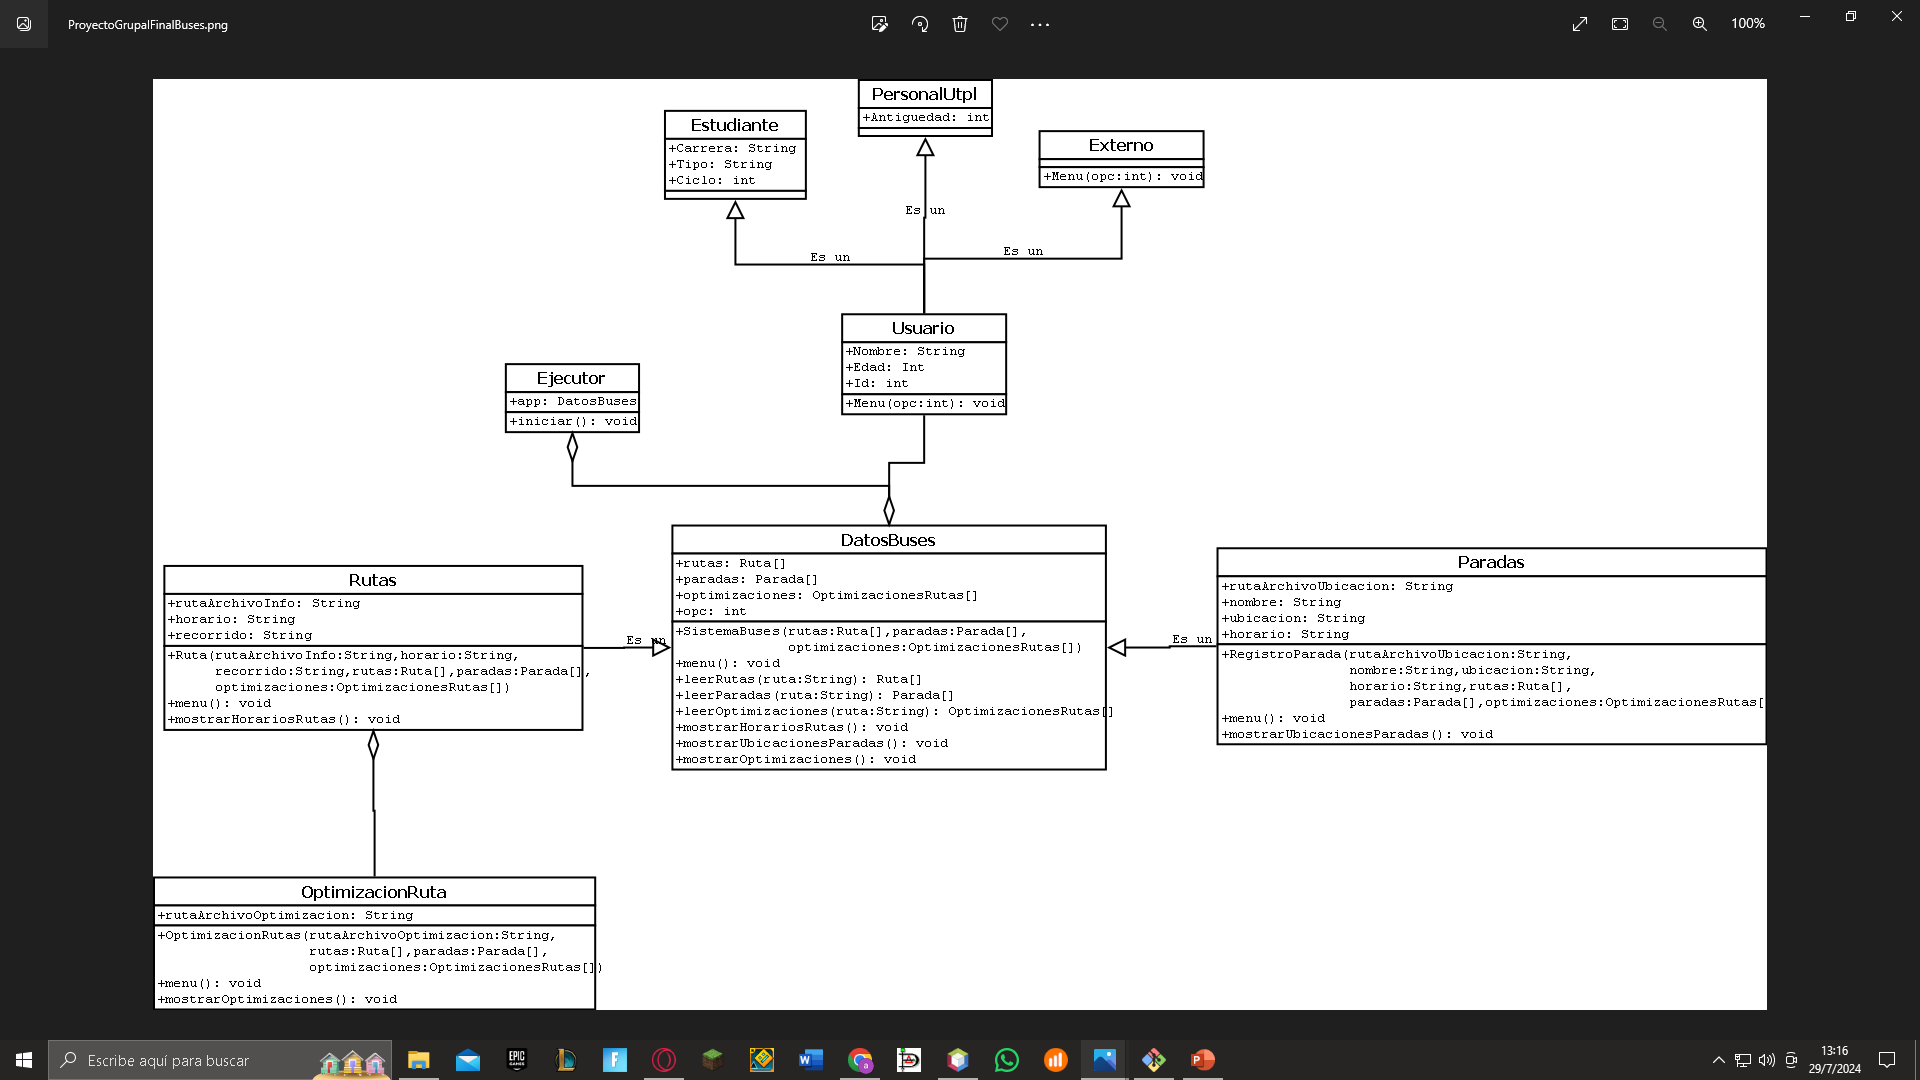 ProyectoGrupalFinalBuses.png
100%
PersonalUtpl
+Antiguedad: int
Estudiante
+Carrera: String
+Tipo: String
+Ciclo: int
Externo
+Menu(opc:int): void
Es un
Es un
Es un
Usuario
+Nombre: String
+Edad: Int
+Id: int
+Menu(opc:int): void
Ejecutor
+app: DatosBuses
+iniciar(): void
DatosBuses
+rutas: Ruta[]
+paradas: Parada[]
+optimizaciones: OptimizacionesRutas[]
+opc: int
+SistemaBuses(rutas:Ruta[],paradas:Parada[],
optimizaciones:OptimizacionesRutas[])
+menu(): void
+leerRutas(ruta:String): Ruta[]
+leerParadas(ruta:String): Parada[]
+leerOptimizaciones(ruta:String): OptimizacionesRutas[]
+mostrarHorariosRutas(): void
+mostrarUbicacionesParadas(): void
+mostrarOptimizaciones(): void
Rutas
+rutaArchivoInfo: String
+horario: String
+recorrido: String
+Ruta(rutaArchivoInfo:String,horario:String,
recorrido:String,rutas:Ruta[],paradas:Parada[],
optimizaciones:OptimizacionesRutas[])
+menu(): void
+mostrarHorariosRutas(): void
Es un
Es un
Paradas
+rutaArchivoUbicacion: String
+nombre: String
+ubicacion: String
+horario: String
+RegistroParada(rutaArchivoUbicacion:String,
nombre:String,ubicacion:String,
horario:String,rutas:Ruta[],
paradas:Parada[],optimizaciones:OptimizacionesRutas[
+menu(): void
+mostrarUbicacionesParadas(): void
OptimizacionRuta
+rutaArchivoOptimizacion: String
+OptimizacionRutas(rutaArchivoOptimizacion:String,
rutas:Ruta[],paradas:Parada[],
optimizaciones:OptimizacionesRutas[])
+menu(): void
+mostrarOptimizaciones(): void
Escribe aquí para buscar
EPIC
GAMES
13:16
29/7/2024